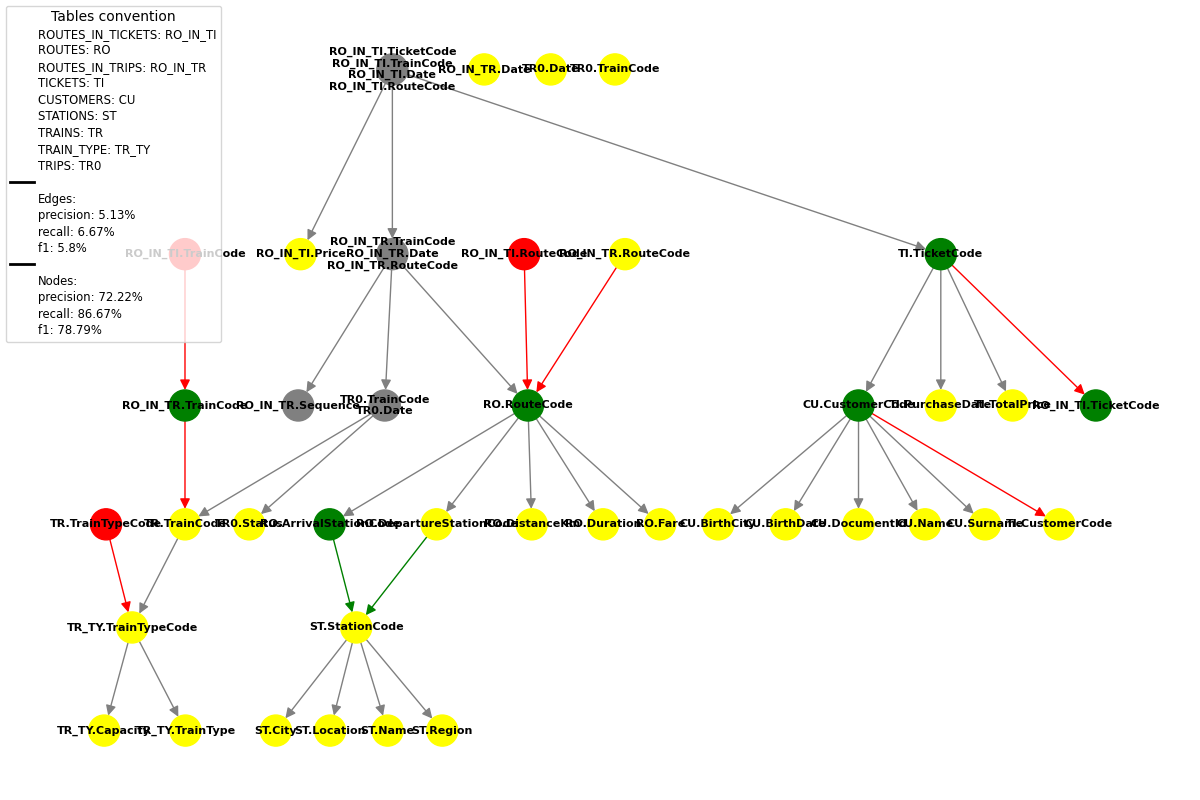 Tables convention
ROUTES_IN_TICKETS: RO_IN_TI
ROUTES: RO
ROUTES_IN_TRIPS: RO_IN_TR
TICKETS: TI
CUSTOMERS: CU
STATIONS: ST
TRAINS: TR
TRAIN_TYPE: TR_TY
TRIPS: TR0
Edges:
precision: 5.13%
recall: 6.67%
f1: 5.8%
Nodes:
precision: 72.22%
recall: 86.67%
f1: 78.79%
RO_IN_TI.TicketCode
RO_IN_TI.TrainCode
RO_IN_TI.Date
RO_IN_TI.RouteCode
RO_IN_TR.Date
TR0.Date
TR0.TrainCode
RO_IN_TI.TrainCode
RO_IN_TI.Price
RO_IN_TR.TrainCode
RO_IN_TR.Date
RO_IN_TR.RouteCode
RO_IN_TI.RouteCode
RO_IN_TR.RouteCode
TI.TicketCode
RO_IN_TR.TrainCode
RO_IN_TR.Sequence
TR0.TrainCode
TR0.Date
RO.RouteCode
CU.CustomerCode
TI.PurchaseDate
TI.TotalPrice
RO_IN_TI.TicketCode
TR.TrainTypeCode
TR.TrainCode
TR0.Status
RO.ArrivalStationCode
RO.DepartureStationCode
RO.DistanceKm
RO.Duration
RO.Fare
CU.BirthCity
CU.BirthDate
CU.DocumentId
CU.Name
CU.Surname
TI.CustomerCode
TR_TY.TrainTypeCode
ST.StationCode
TR_TY.Capacity
TR_TY.TrainType
ST.City
ST.Location
ST.Name
ST.Region